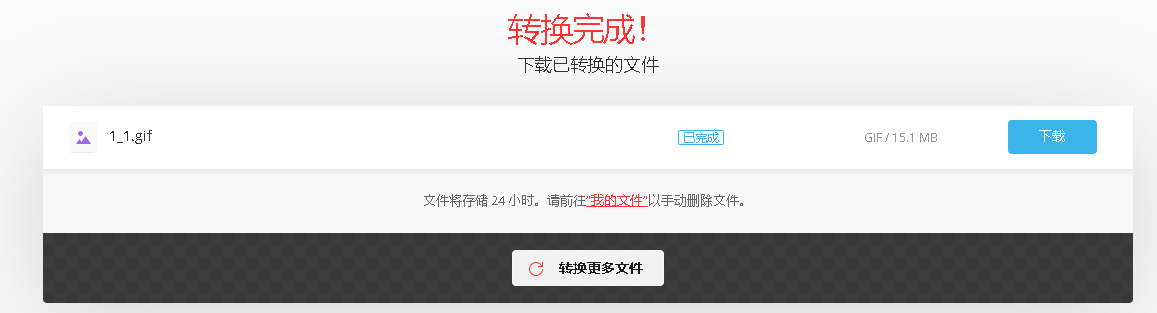 转换完成！
下载已转换的文件
1_1.gif 已完成 GIF / 15.1 MB 下载
文件将存储 24 小时。请前往“我的文件”以手动删除文件。
转换更多文件